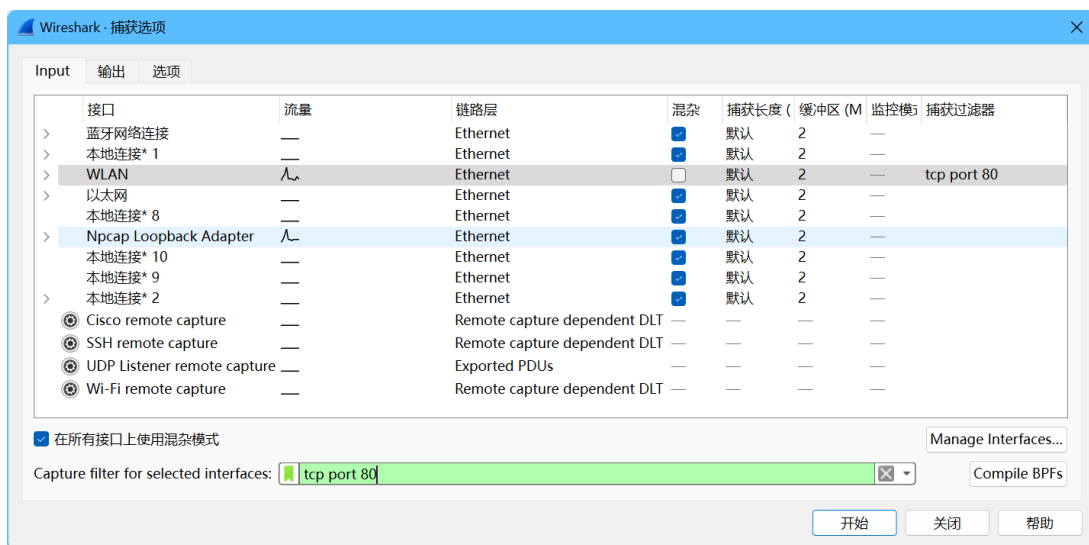 Wireshark · 捕获选项
Input 输出 选项
接口 流量 链路层 混杂 捕获长度 ( 缓冲区 (M 监控模 捕获过滤器
蓝牙网络连接 Ethernet 默认 2 —
本地连接* 1 Ethernet 默认 2 —
WLAN Ethernet 默认 2 — tcp port 80
以太网 Ethernet 默认 2 —
本地连接* 8 Ethernet 默认 2 —
Npcap Loopback Adapter Ethernet 默认 2 —
本地连接* 10 Ethernet 默认 2 —
本地连接* 9 Ethernet 默认 2 —
本地连接* 2 Ethernet 默认 2 —
Cisco remote capture Remote capture dependent DLT — — — —
SSH remote capture Remote capture dependent DLT — — — —
UDP Listener remote capture Exported PDUs — — — —
Wi-Fi remote capture Remote capture dependent DLT — — — —
在所有接口上使用混杂模式 Manage Interfaces...
Capture filter for selected interfaces: tcp port 80 Compile BPFs
开始 关闭 帮助